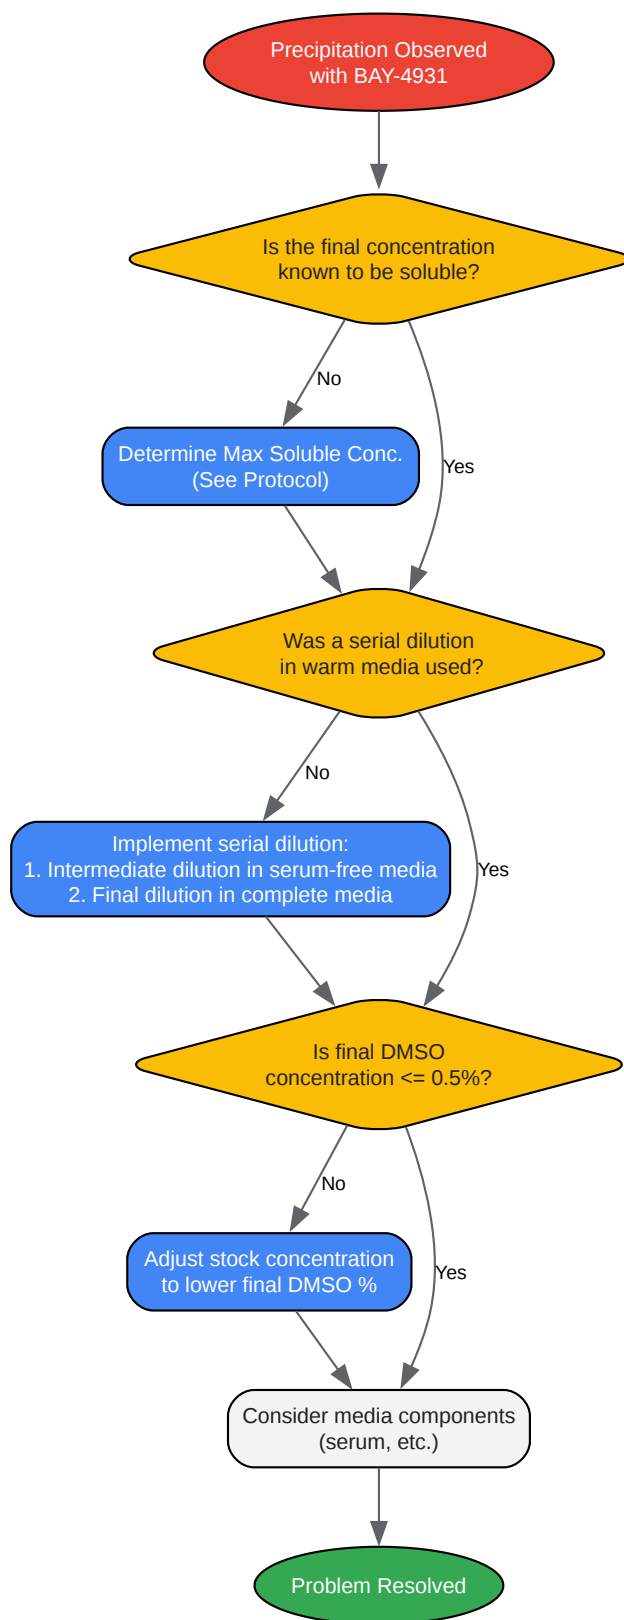 Precipitation Observed
with BAY-4931
Is the final concentration
known to be soluble?
No
Determine Max Soluble Conc.
(See Protocol)
Yes
Was a serial dilution
in warm media used?
No
Implement serial dilution:
1. Intermediate dilution in serum-free media
2. Final dilution in complete media
Yes
Is final DMSO
concentration <= 0.5%?
No
Adjust stock concentration
to lower final DMSO %
Yes
Consider media components
(serum, etc.)
Problem Resolved